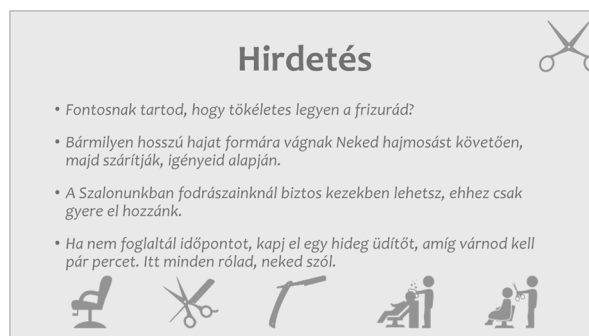 Hirdetés
• Fontosnak tartod, hogy tökéletes legyen a frizurád?
• Bármilyen hosszú hajat formára vágnak Neked hajmosást követően,
majd szárítják, igényeid alapján.
• A Szalonunkban fodrászainknál biztos kezekben lehetsz, ehhez csak
gyere el hozzánk.
• Ha nem foglaltál időpontot, kapj el egy hideg üdítőt, amíg várnod kell
pár percet. Itt minden rólad, neked szól.